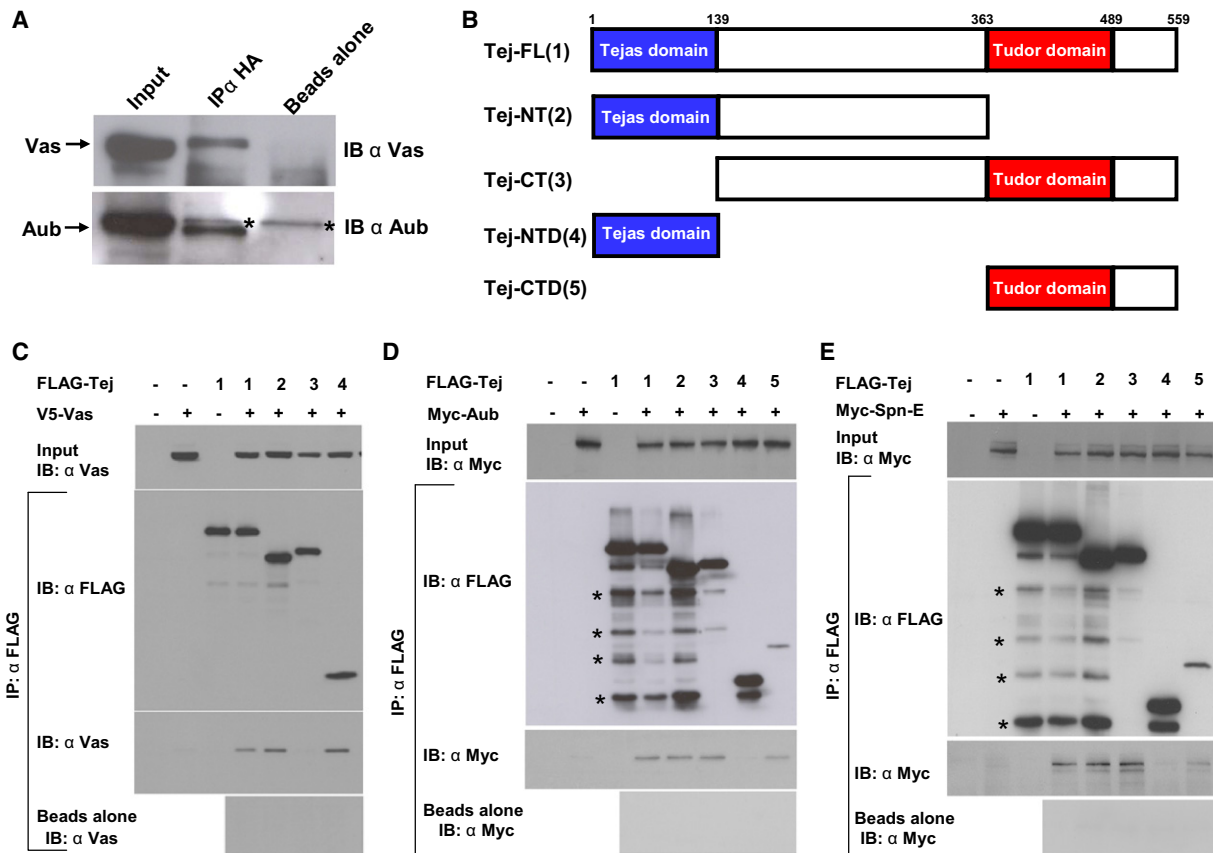 A
Input
IPα HA
Beads alone
Vas
IB α Vas
Aub
*
*
IB α Aub
B
1 139 363 489 559
Tej-FL(1)
Tejas domain
Tudor domain
Tej-NT(2)
Tejas domain
Tej-CT(3)
Tudor domain
Tej-NTD(4)
Tejas domain
Tej-CTD(5)
Tudor domain
C
FLAG-Tej - - 1 1 2 3 4
V5-Vas - + - + + + +
Input
IB: α Vas
IP: α FLAG
IB: α FLAG
IB: α Vas
Beads alone
IB: α Vas
D
FLAG-Tej - - 1 1 2 3 4 5
Myc-Aub - + - + + + + +
Input
IB: α Myc
IP: α FLAG
IB: α FLAG
*
*
*
*
IB: α Myc
Beads alone
IB: α Myc
E
FLAG-Tej - - 1 1 2 3 4 5
Myc-Spn-E - + - + + + + +
Input
IB: α Myc
IP: α FLAG
IB: α FLAG
*
*
*
*
IB: α Myc
Beads alone
IB: α Myc